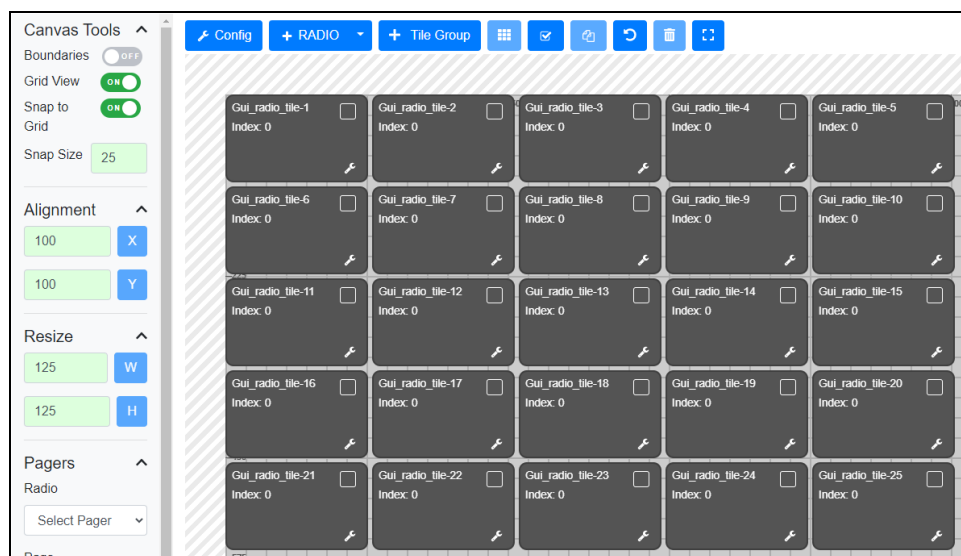 Canvas Tools
Boundaries OFF
Grid View ON
Snap to Grid ON
Snap Size 25
Alignment
100 X
100 Y
Resize
125 W
125 H
Pagers
Radio
Select Pager
Config + RADIO + Tile Group
Gui_radio_tile-1 Gui_radio_tile-2 Gui_radio_tile-3 Gui_radio_tile-4 Gui_radio_tile-5
Index: 0 Index: 0 Index: 0 Index: 0 Index: 0
Gui_radio_tile-6 Gui_radio_tile-7 Gui_radio_tile-8 Gui_radio_tile-9 Gui_radio_tile-10
Index: 0 Index: 0 Index: 0 Index: 0 Index: 0
Gui_radio_tile-11 Gui_radio_tile-12 Gui_radio_tile-13 Gui_radio_tile-14 Gui_radio_tile-15
Index: 0 Index: 0 Index: 0 Index: 0 Index: 0
Gui_radio_tile-16 Gui_radio_tile-17 Gui_radio_tile-18 Gui_radio_tile-19 Gui_radio_tile-20
Index: 0 Index: 0 Index: 0 Index: 0 Index: 0
Gui_radio_tile-21 Gui_radio_tile-22 Gui_radio_tile-23 Gui_radio_tile-24 Gui_radio_tile-25
Index: 0 Index: 0 Index: 0 Index: 0 Index: 0